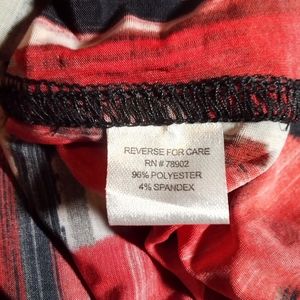 REVERSE FOR CARE
RN # 78902
96% POLYESTER
4% SPANDEX